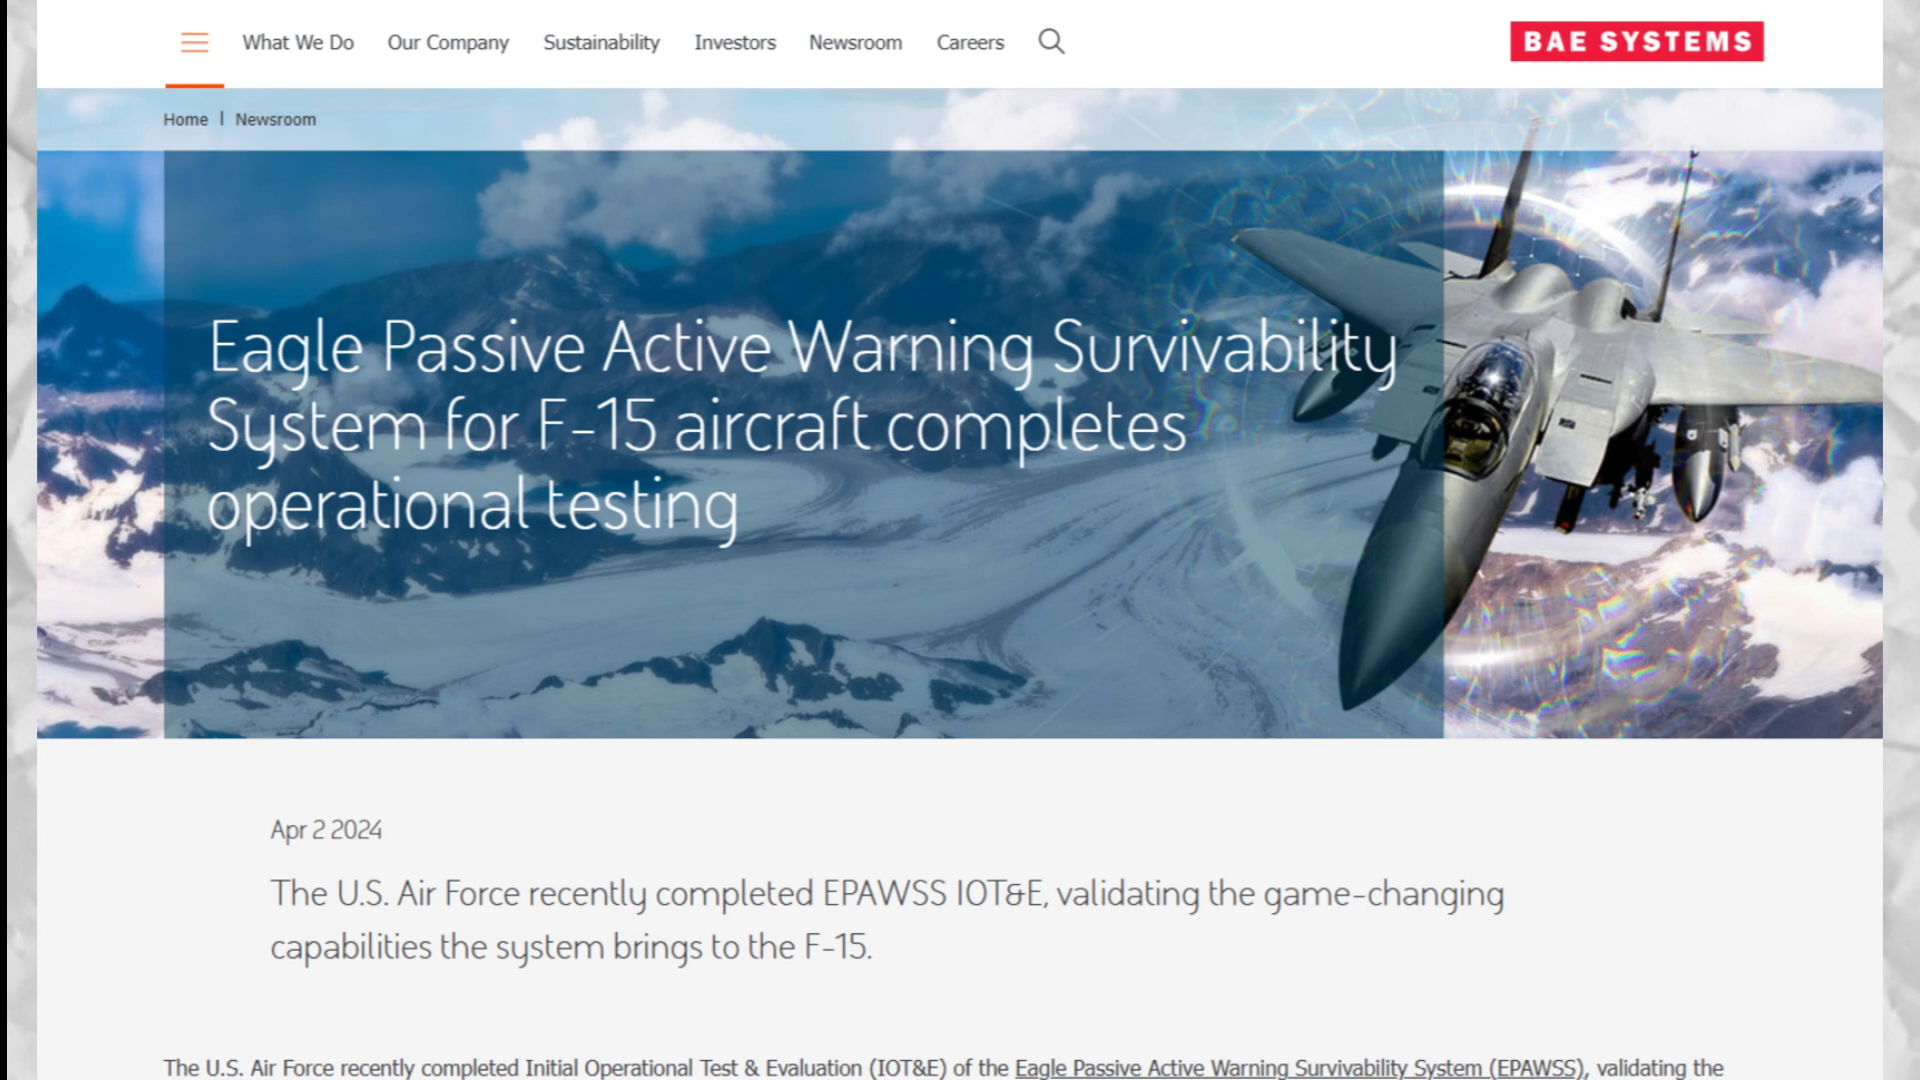 What We Do Our Company Sustainability Investors Newsroom Careers
BAE SYSTEMS
Home | Newsroom
Eagle Passive Active Warning Survivability
System for F-15 aircraft completes
operational testing
Apr 2 2024
The U.S. Air Force recently completed EPAWSS IOT&E, validating the game-changing
capabilities the system brings to the F-15.
The U.S. Air Force recently completed Initial Operational Test & Evaluation (IOT&E) of the Eagle Passive Active Warning Survivability System (EPAWSS), validating the